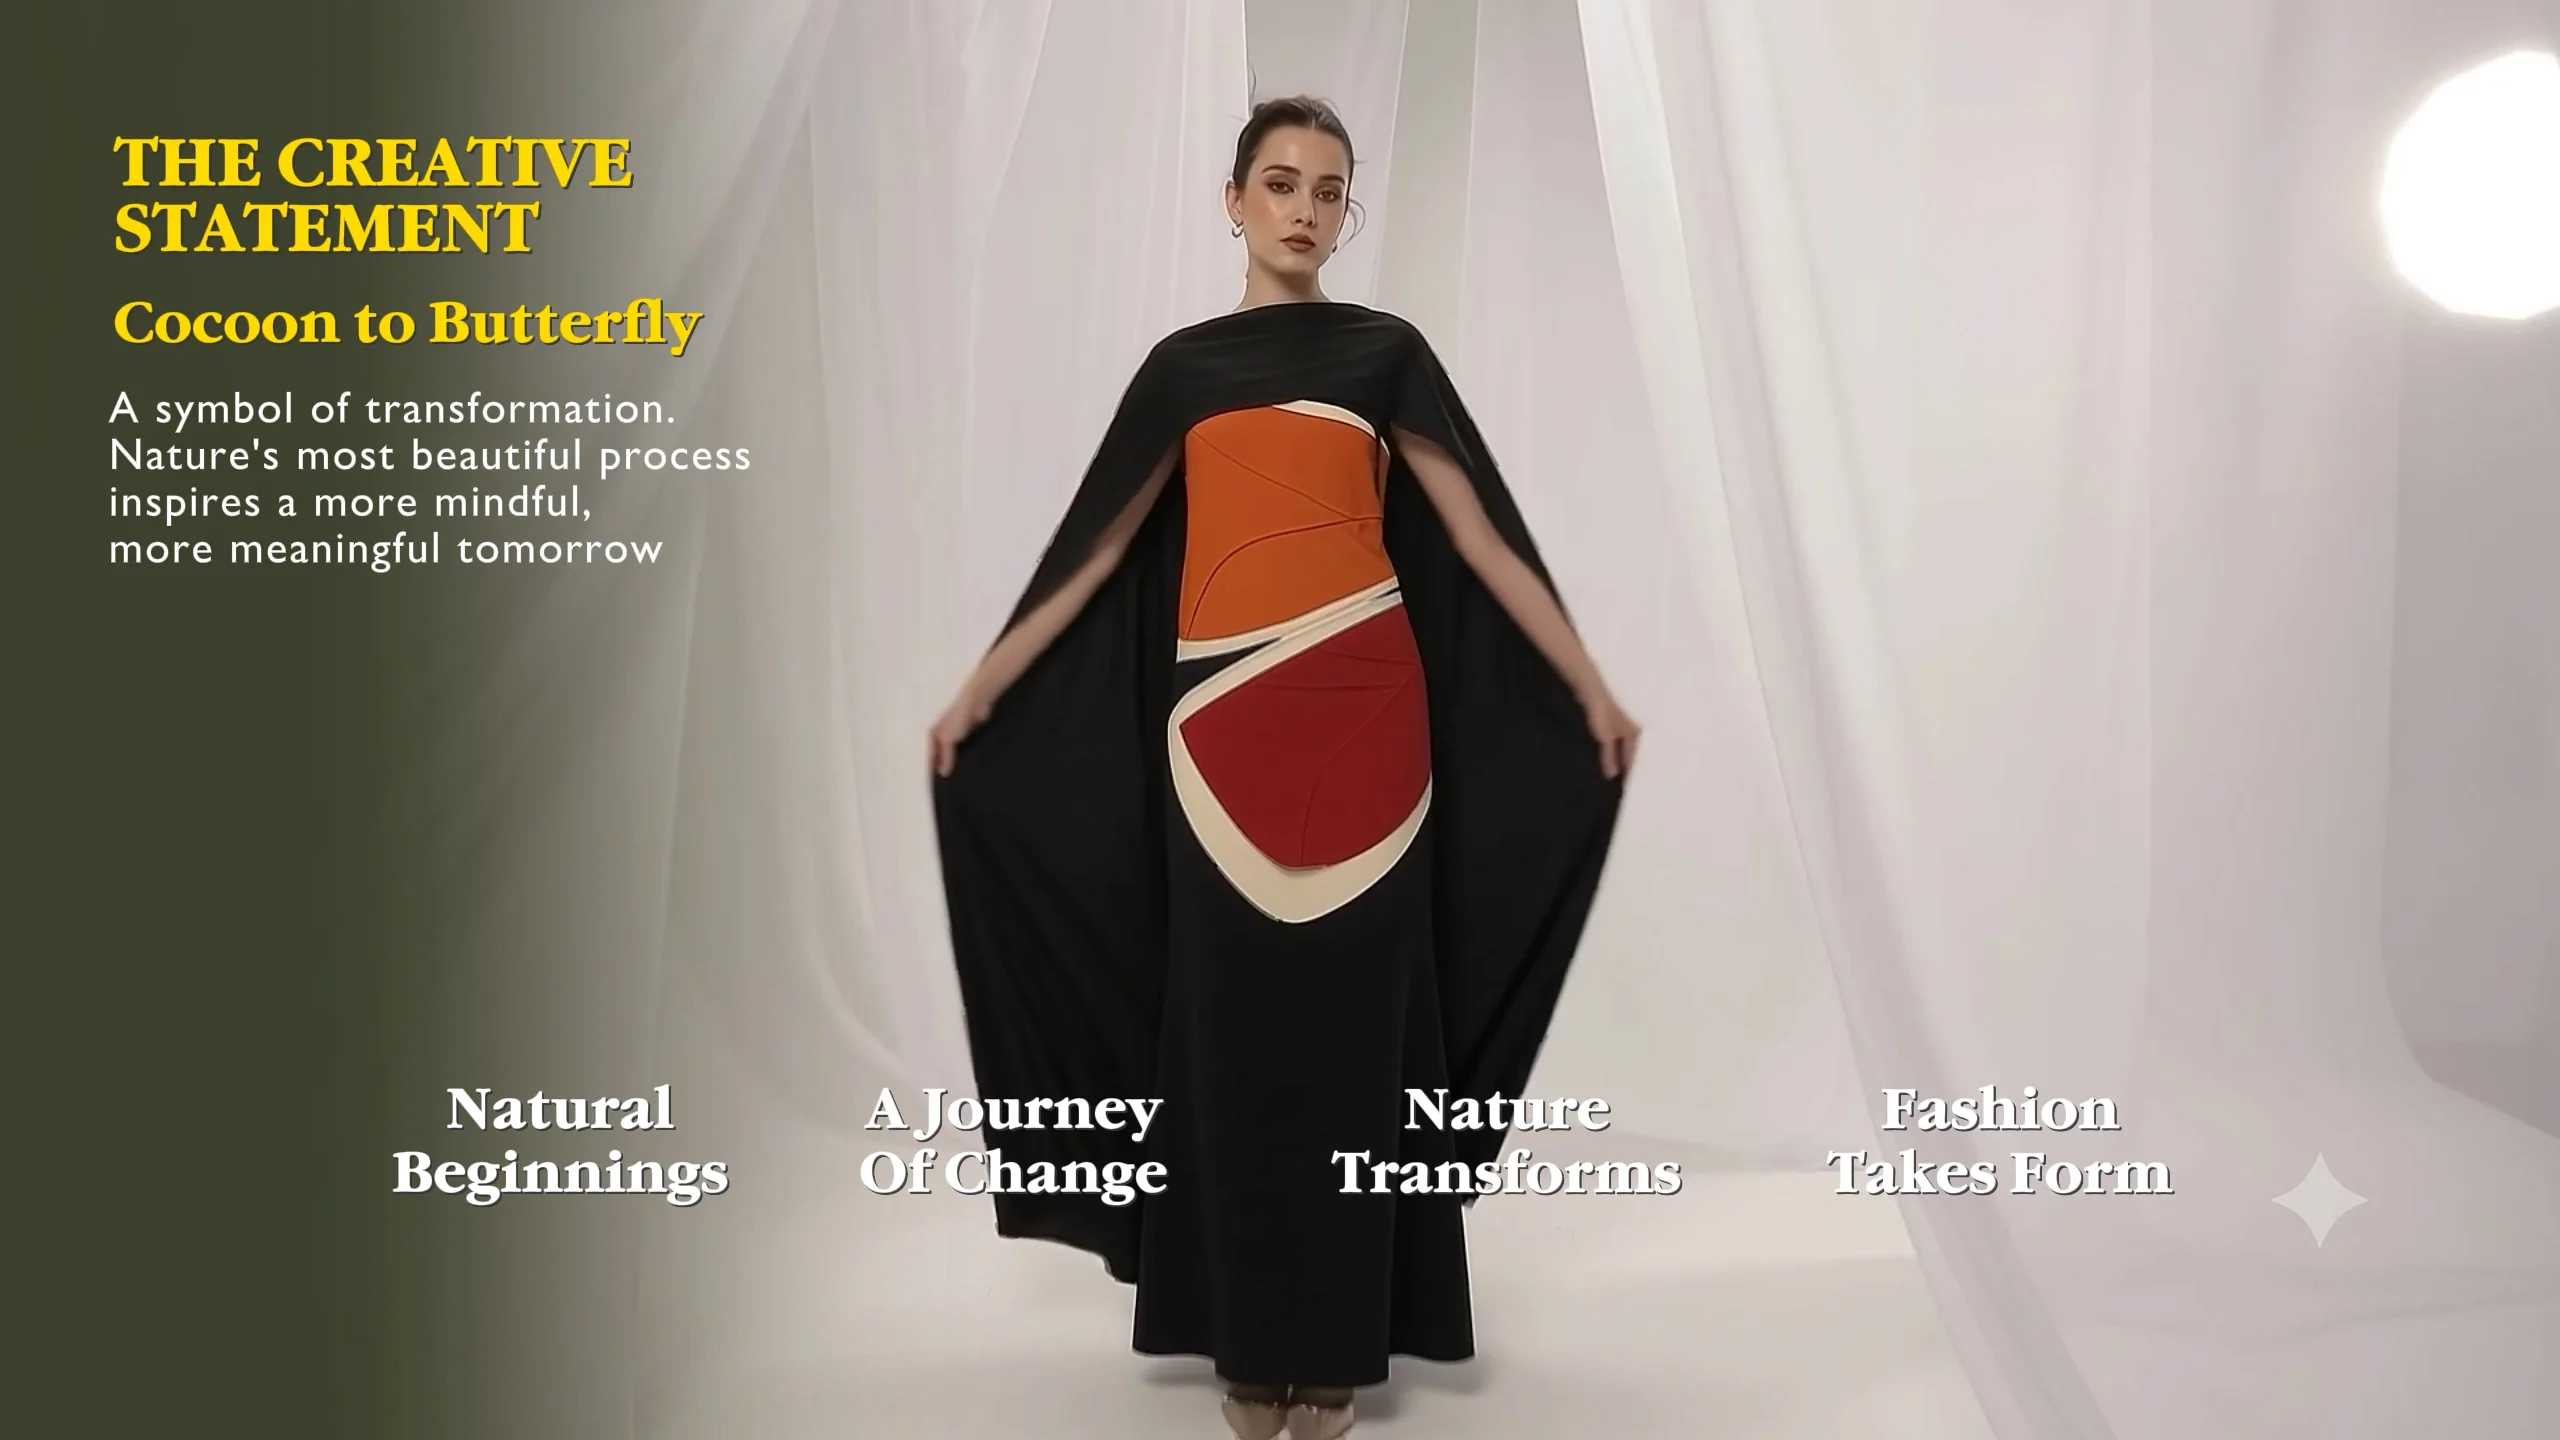 THE CREATIVE
STATEMENT
Cocoon to Butterfly
A symbol of transformation.
Nature's most beautiful process
inspires a more mindful,
more meaningful tomorrow
Natural
Beginnings
A Journey
Of Change
Nature
Transforms
Fashion
Takes Form